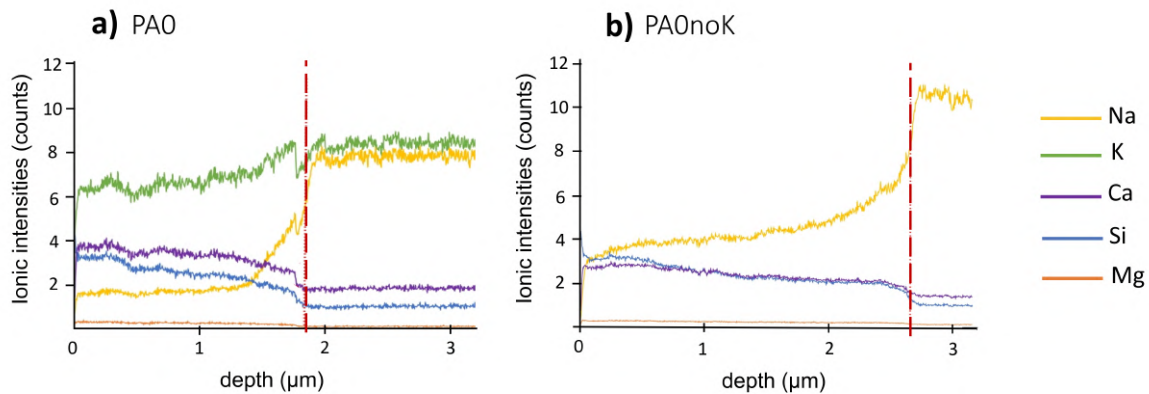 a) PA0
Ionic intensities (counts)
12
10
8
6
4
2
0 1 2 3
depth (μm)
b) PA0noK
Ionic intensities (counts)
12
10
8
6
4
2
0 1 2 3
depth (μm)
Na
K
Ca
Si
Mg